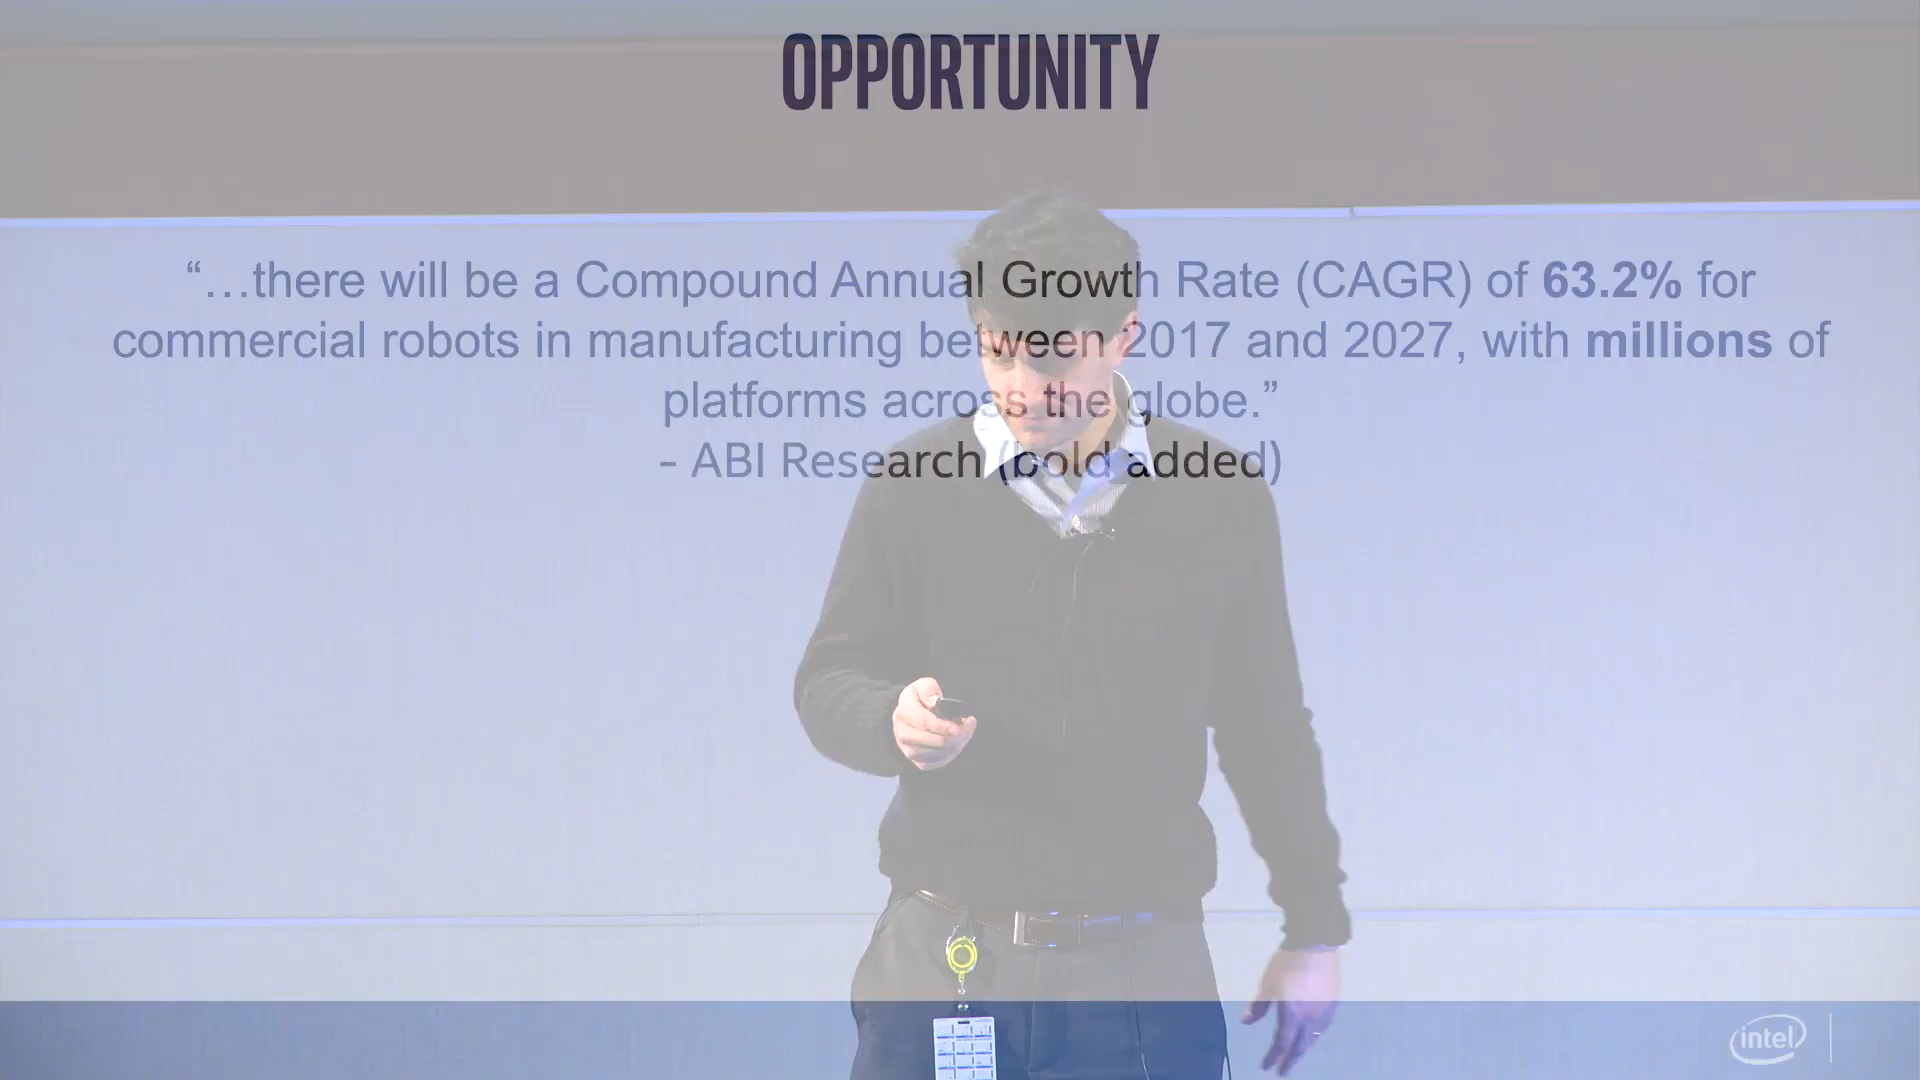 OPPORTUNITY
“…there will be a Compound Annual Growth Rate (CAGR) of 63.2% for
commercial robots in manufacturing between 2017 and 2027, with millions of
platforms across the globe.”
- ABI Research (bold added)
intel